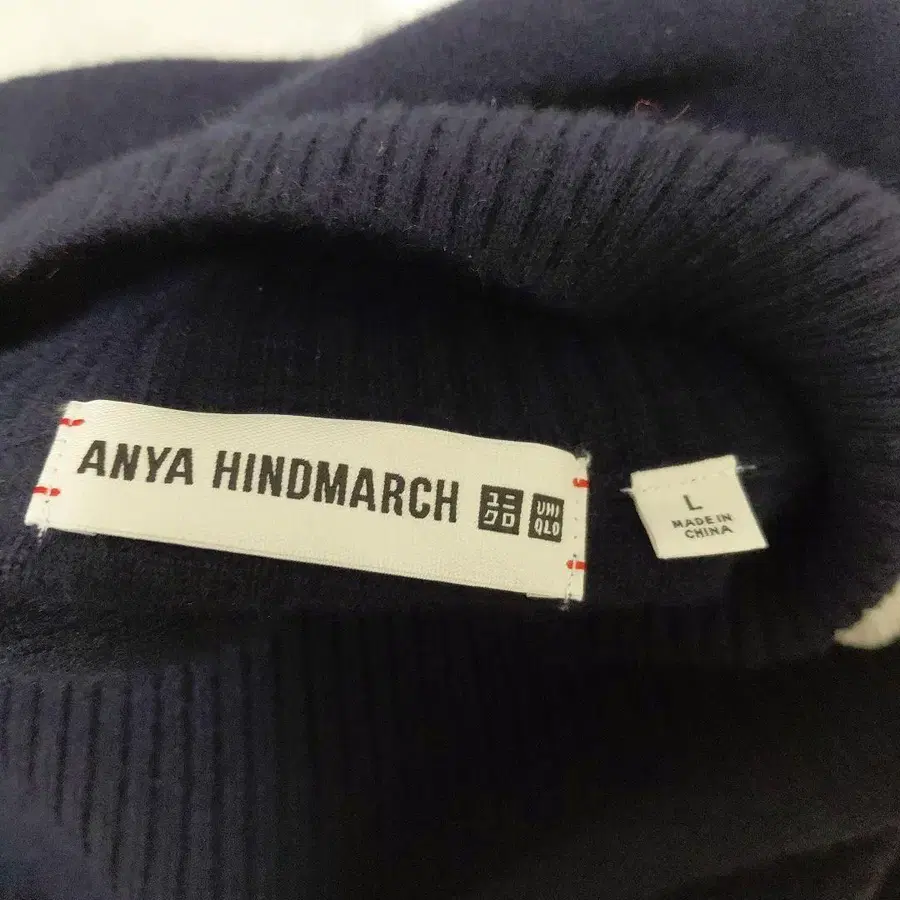 ANYA HINDMARCH
ユニ
クロ
UNI
QLO
L
MADE IN
CHINA